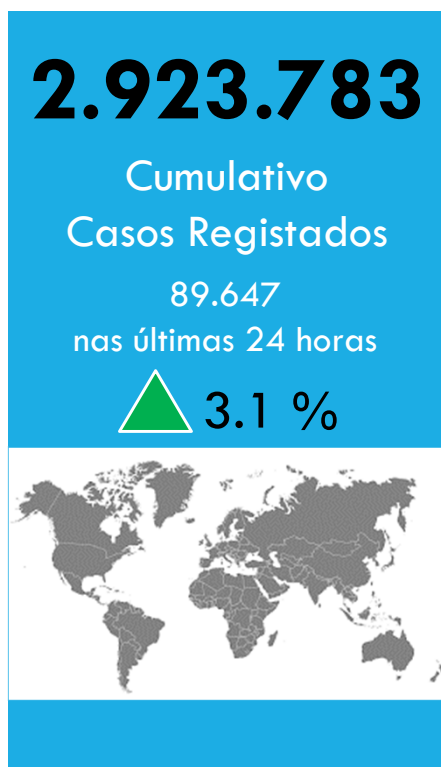 2.923.783
Cumulativo
Casos Registados
89.647
nas últimas 24 horas
3.1 %